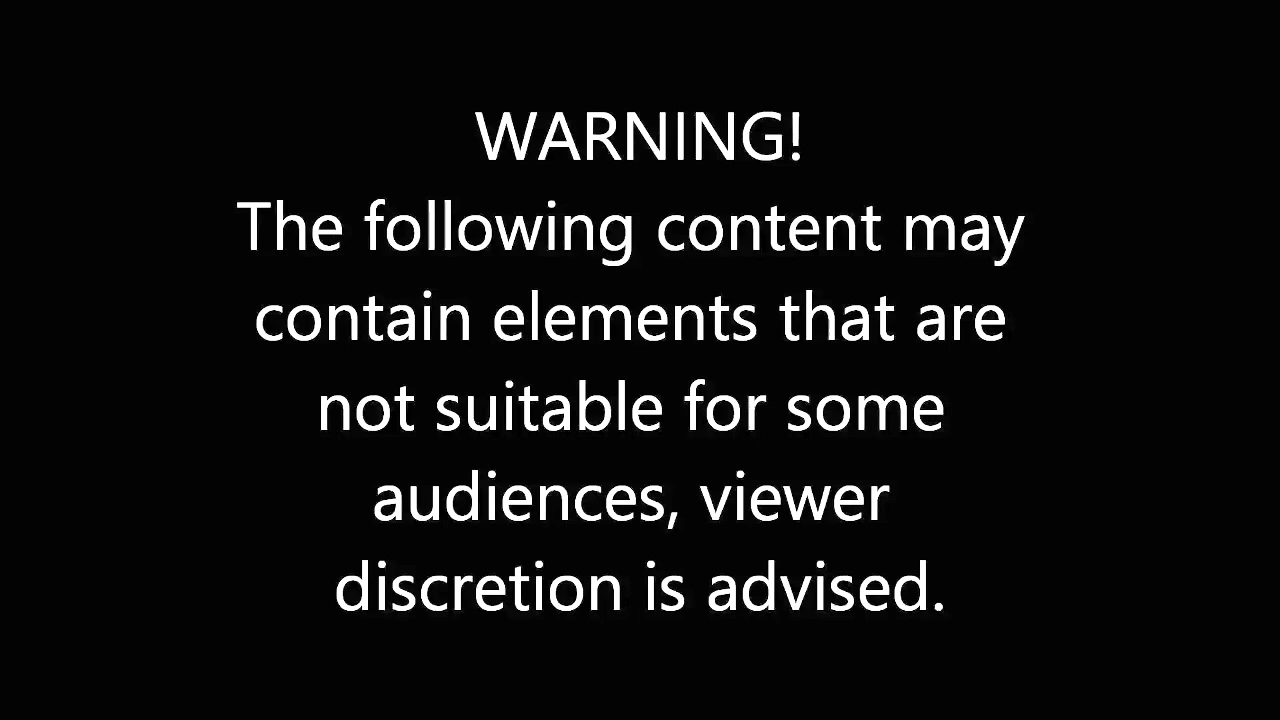 WARNING!
The following content may
contain elements that are
not suitable for some
audiences, viewer
discretion is advised.